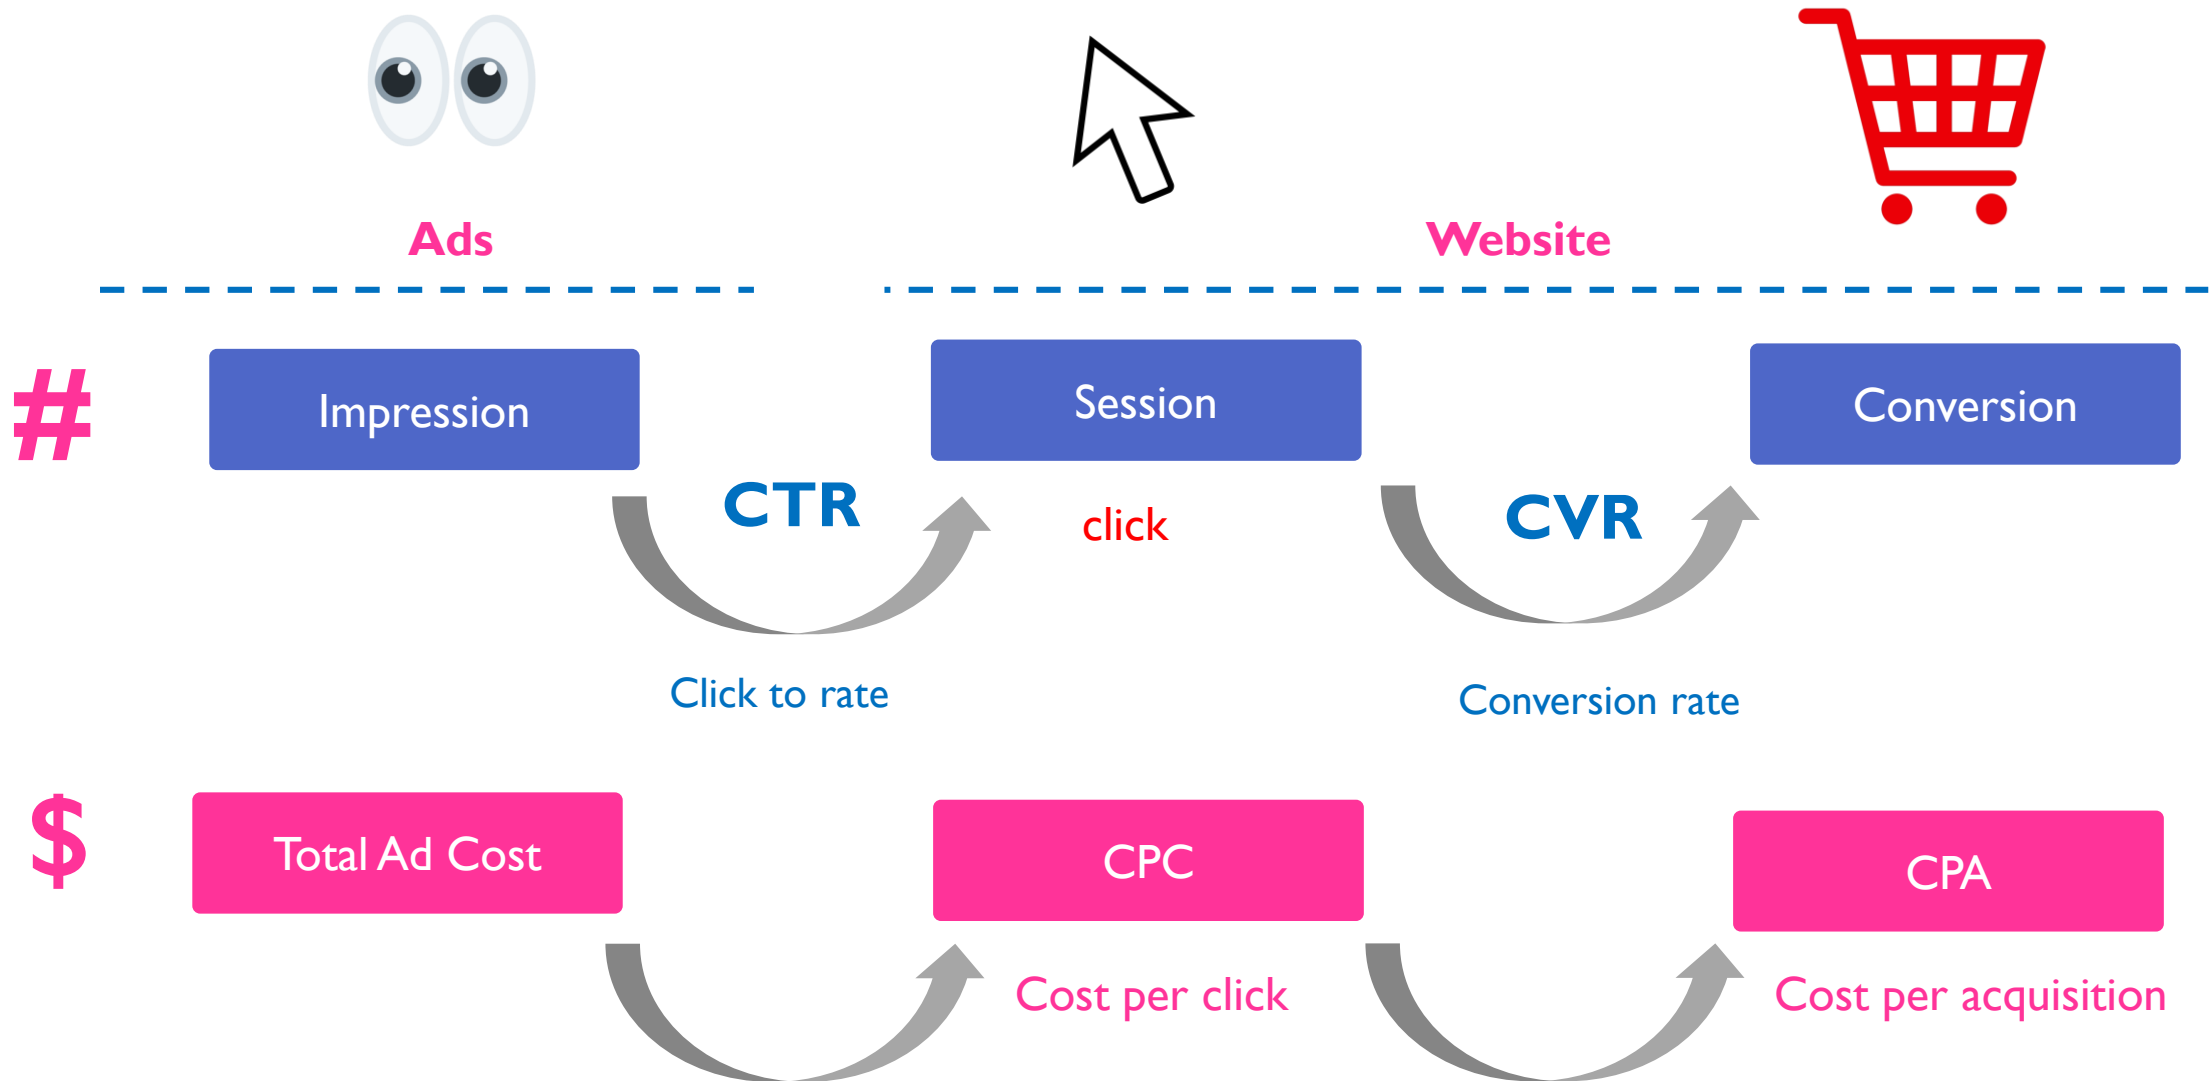 Ads
Website
#
Impression
Session
Conversion
CTR
click
CVR
Click to rate
Conversion rate
$
Total Ad Cost
CPC
CPA
Cost per click
Cost per acquisition